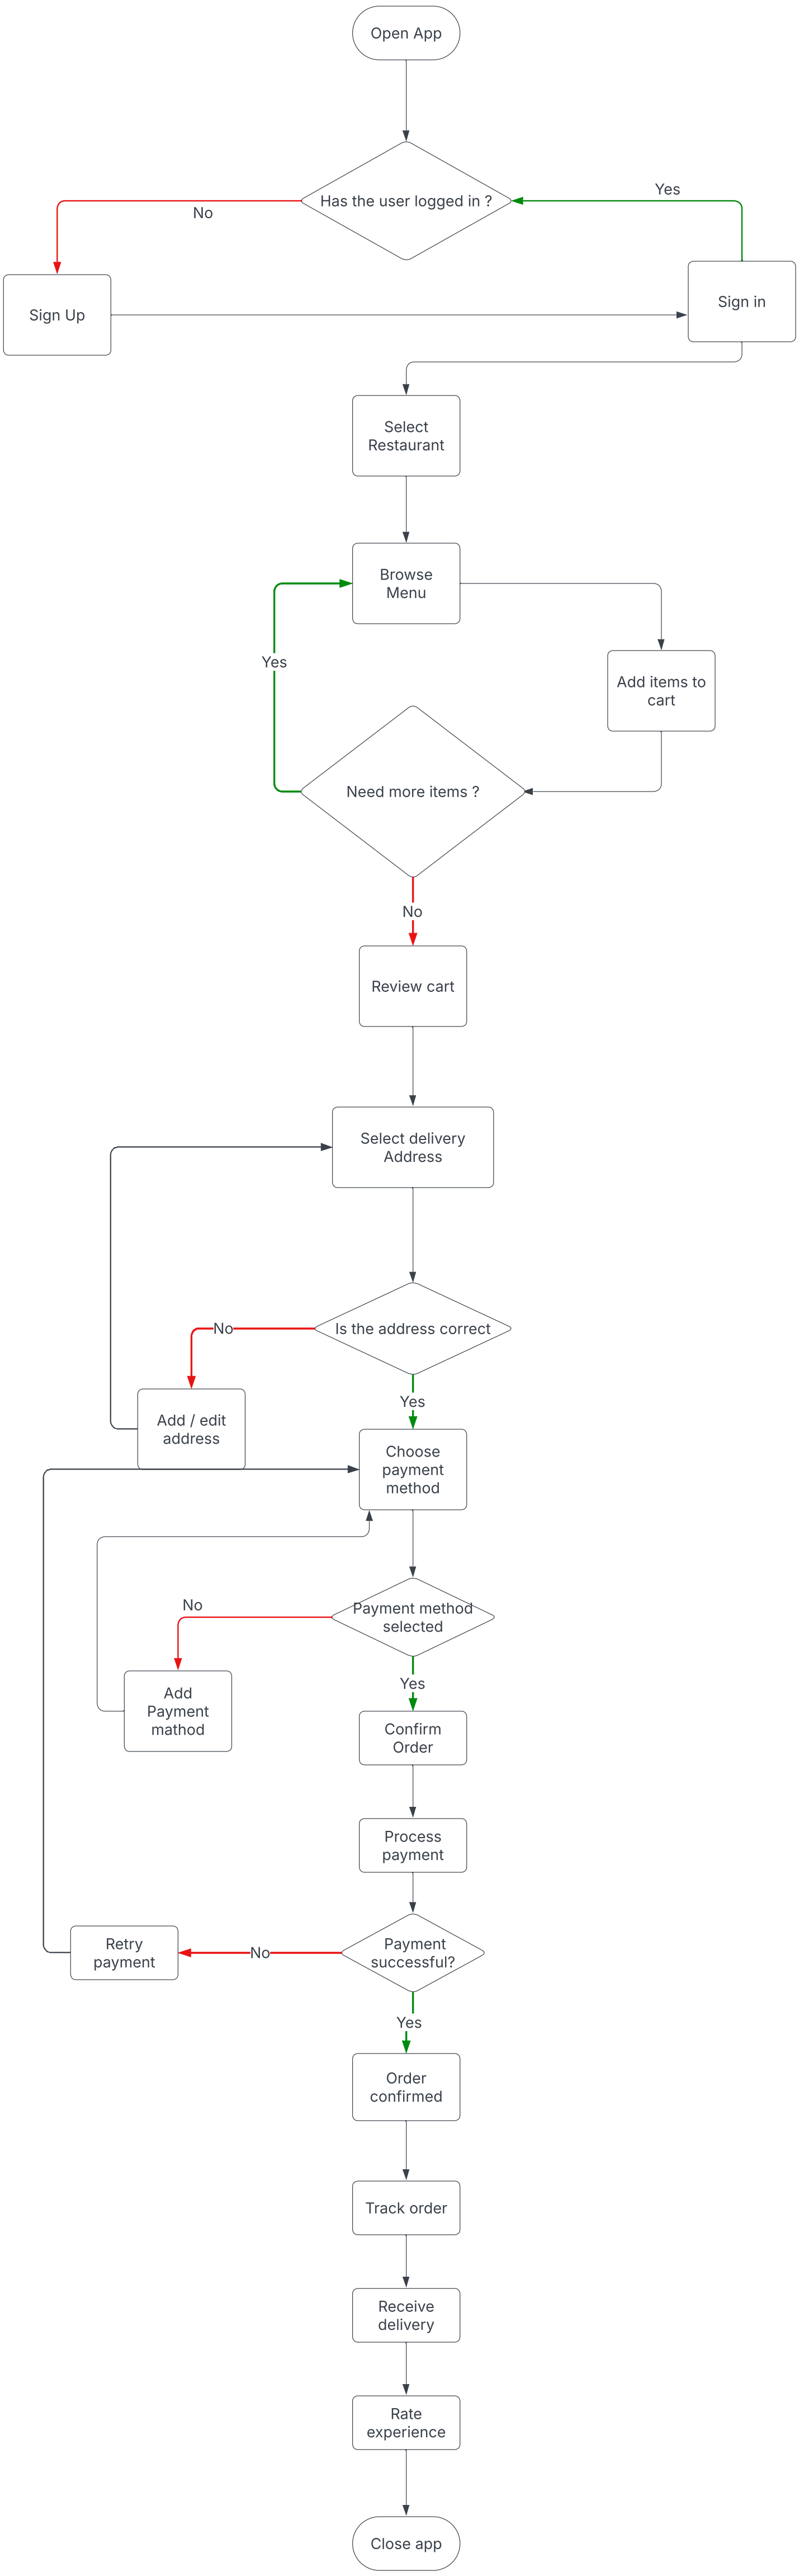 Open App
Has the user logged in ?
Yes
No
Sign in
Sign Up
Select
Restaurant
Browse
Menu
Yes
Add items to
cart
Need more items ?
No
Review cart
Select delivery
Address
Is the address correct
No
Yes
Add / edit
address
Choose
payment
method
No
Payment method
selected
Yes
Add
Payment
mathod
Confirm
Order
Process
payment
Payment
successful?
No
Retry
payment
Yes
Order
confirmed
Track order
Receive
delivery
Rate
experience
Close app